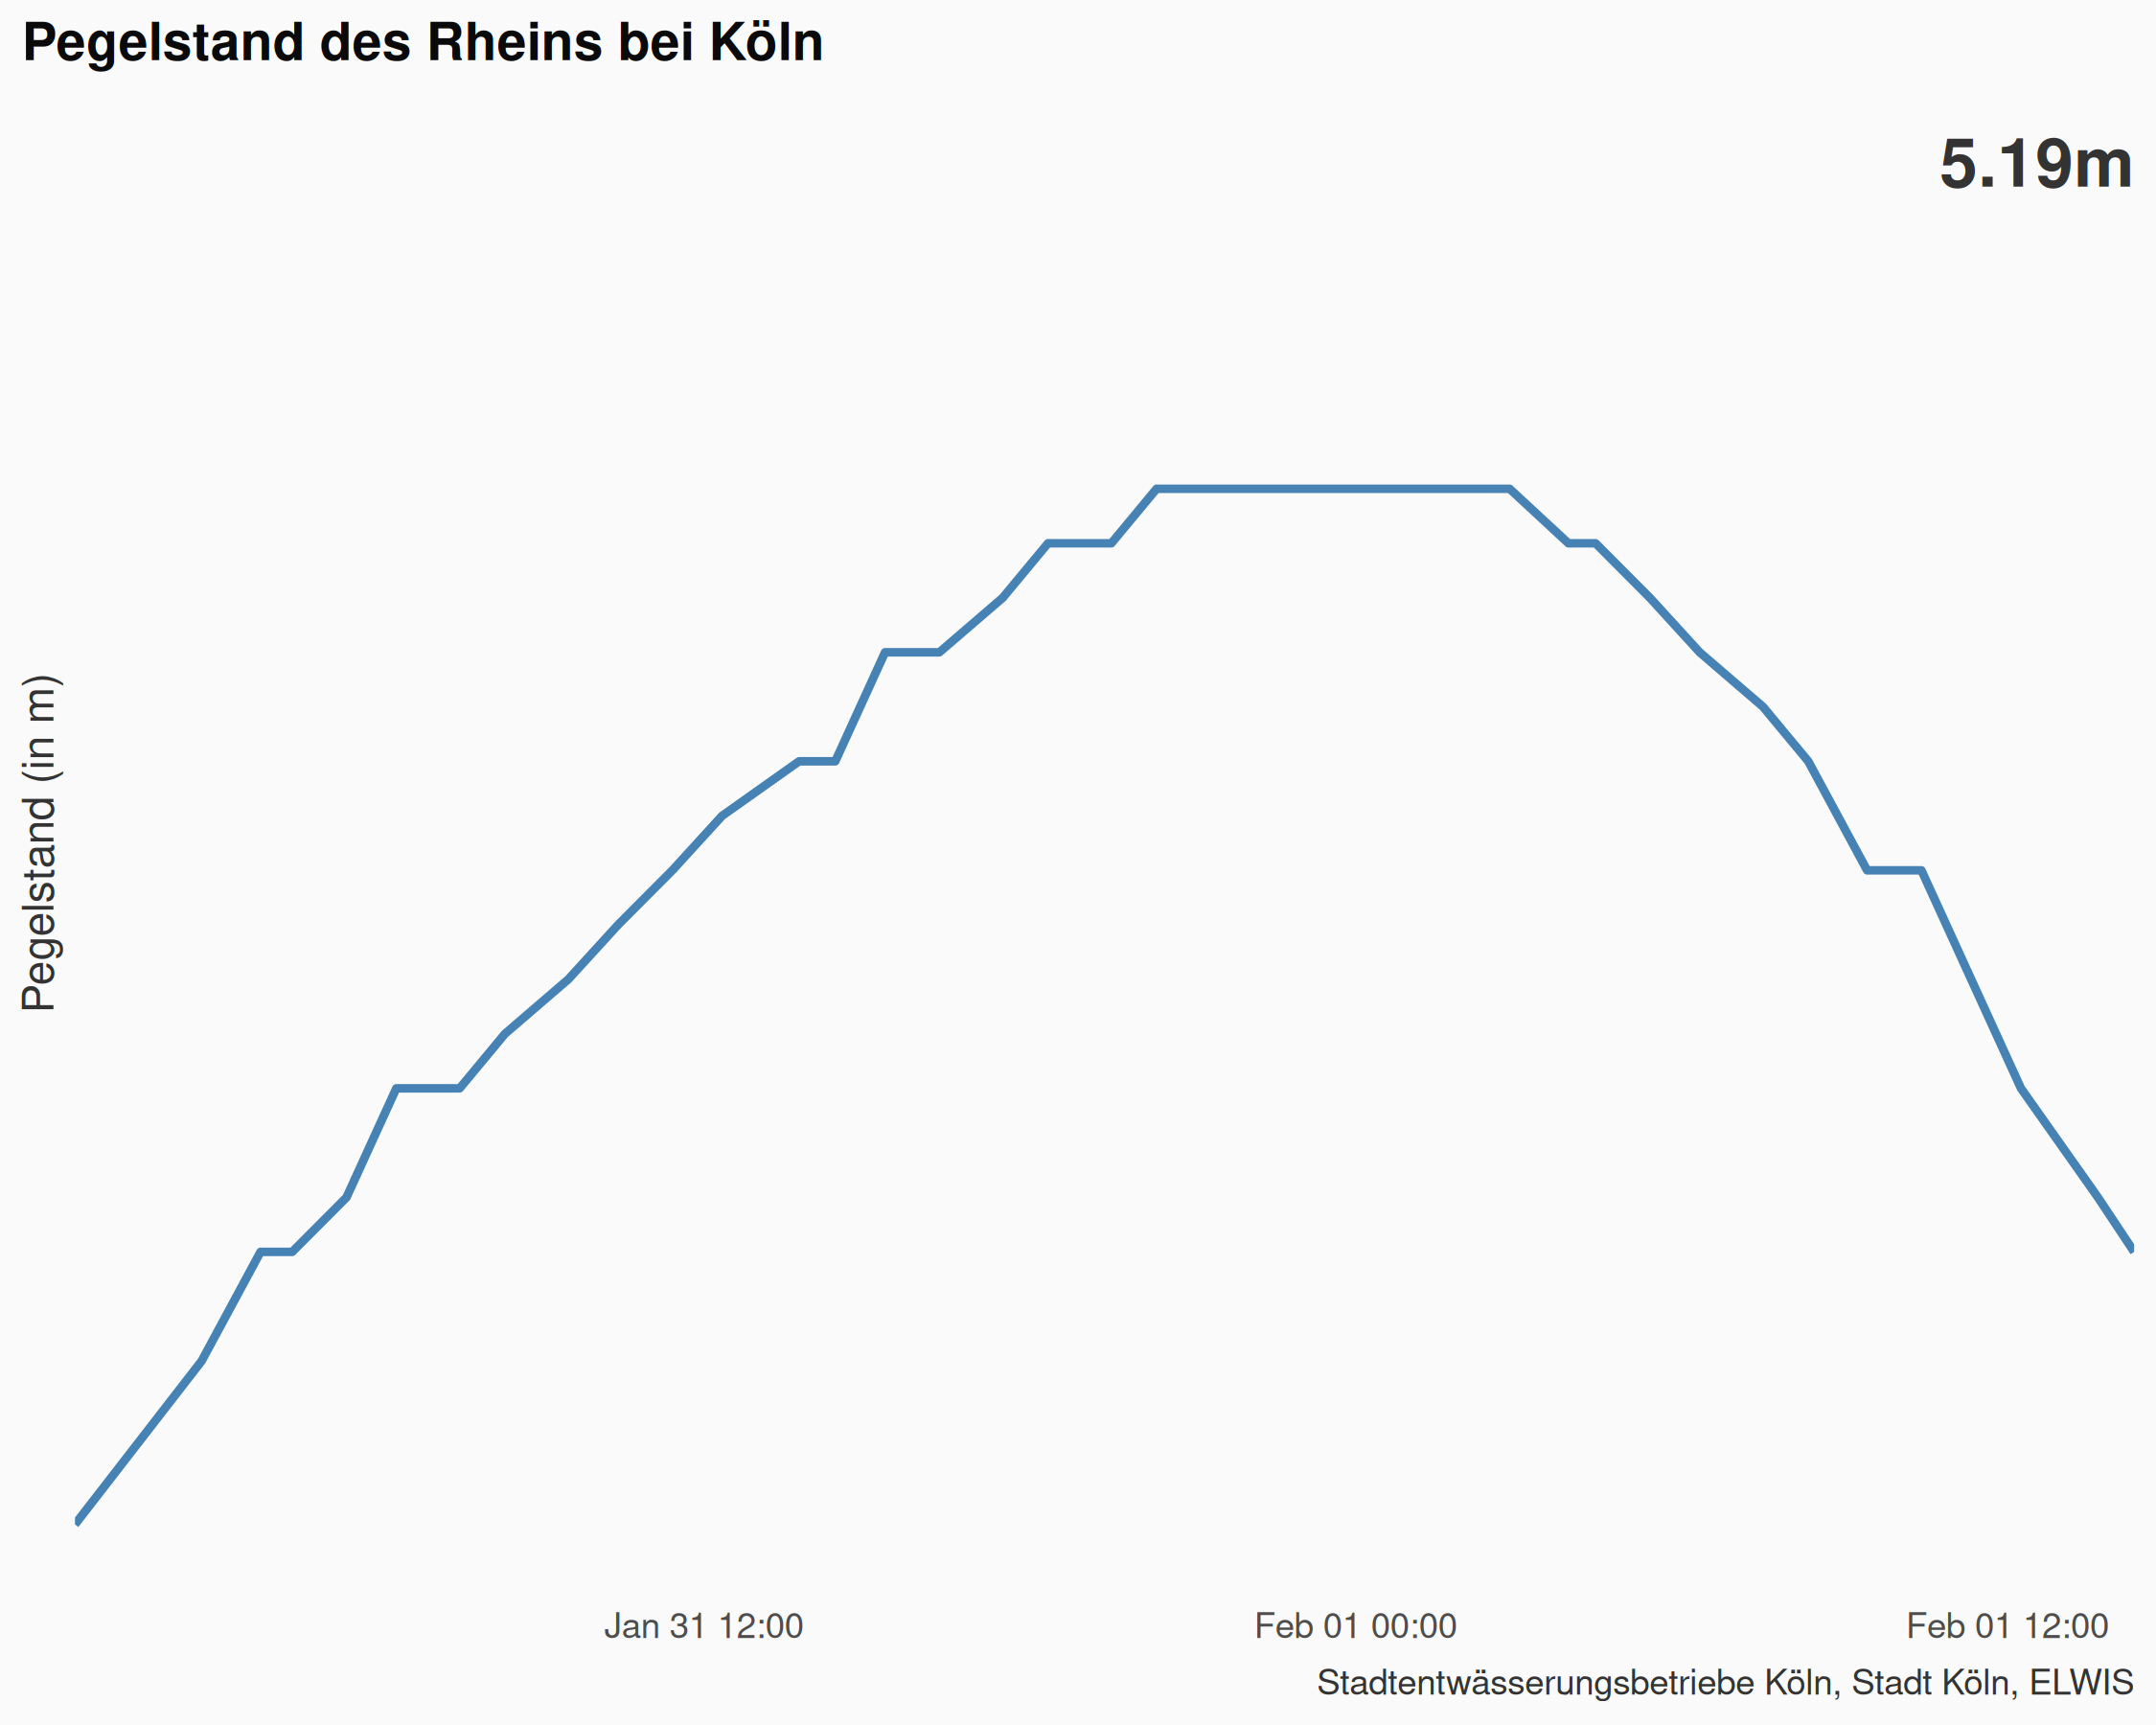 Pegelstand des Rheins bei Köln
5.19m
Pegelstand (in m)
Jan 31 12:00
Feb 01 00:00
Feb 01 12:00
Stadtentwässerungsbetriebe Köln, Stadt Köln, ELWIS